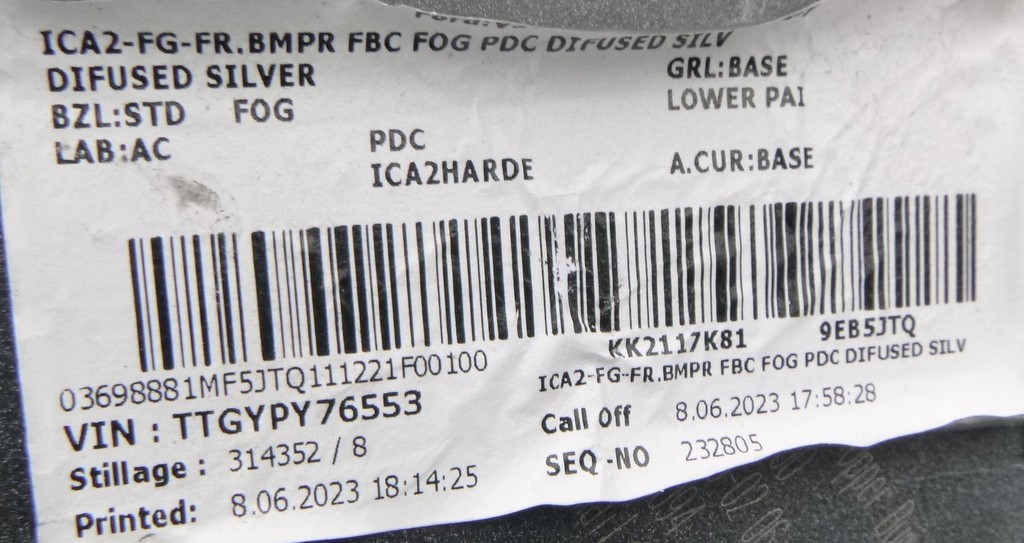 ICA2-FG-FR.BMPR FBC FOG PDC DIFUSED SILV
DIFUSED SILVER
GRL:BASE
BZL:STD FOG
LOWER PAI
LAB:AC
PDC
ICA2HARDE
A.CUR:BASE
03698881MF5JTQ111221F00100
KK2117K81 9EB5JTQ
ICA2-FG-FR.BMPR FBC FOG PDC DIFUSED SILV
VIN : TTGYPY76553
Call Off 8.06.2023 17:58:28
Stillage : 314352 / 8
SEQ -NO 232805
Printed: 8.06.2023 18:14:25